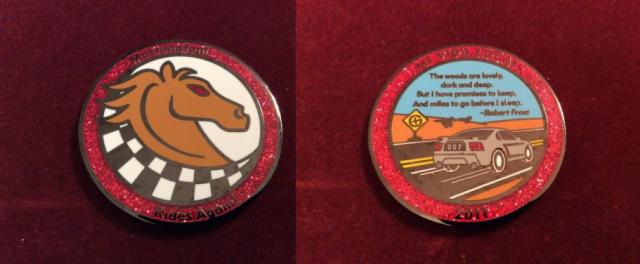 Rides Again
The woods are lovely,
dark and deep.
But I have promises to keep,
And miles to go before I sleep.
-Robert Frost
007
2011